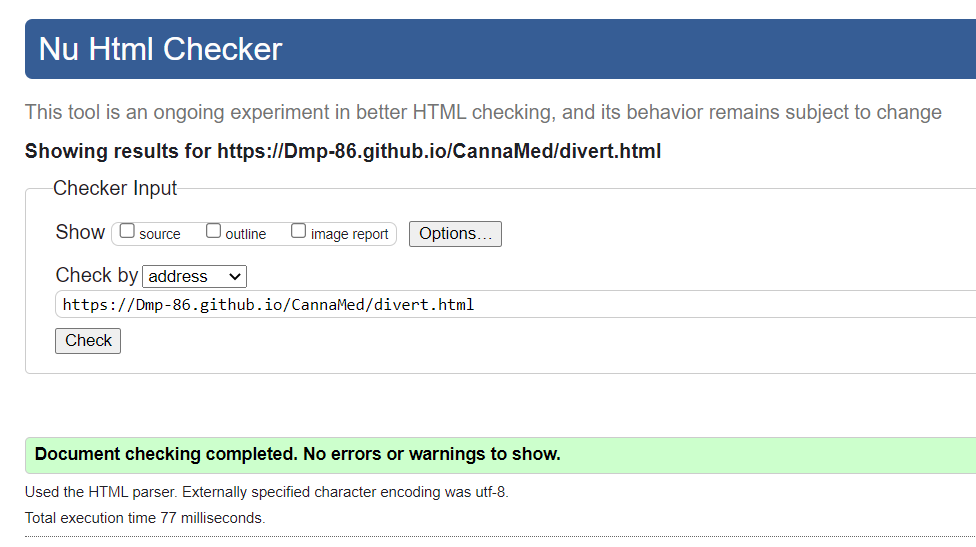 Nu Html Checker
This tool is an ongoing experiment in better HTML checking, and its behavior remains subject to change
Showing results for https://Dmp-86.github.io/CannaMed/divert.html
Checker Input
Show source outline image report Options...
Check by address
https://Dmp-86.github.io/CannaMed/divert.html
Check
Document checking completed. No errors or warnings to show.
Used the HTML parser. Externally specified character encoding was utf-8.
Total execution time 77 milliseconds.